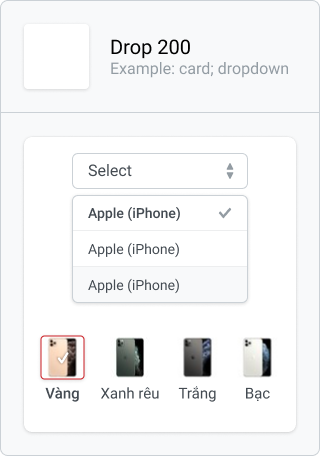 Drop 200
Example: card; dropdown
Select
Apple (iPhone)
Apple (iPhone)
Apple (iPhone)
Vàng Xanh rêu Trắng Bạc